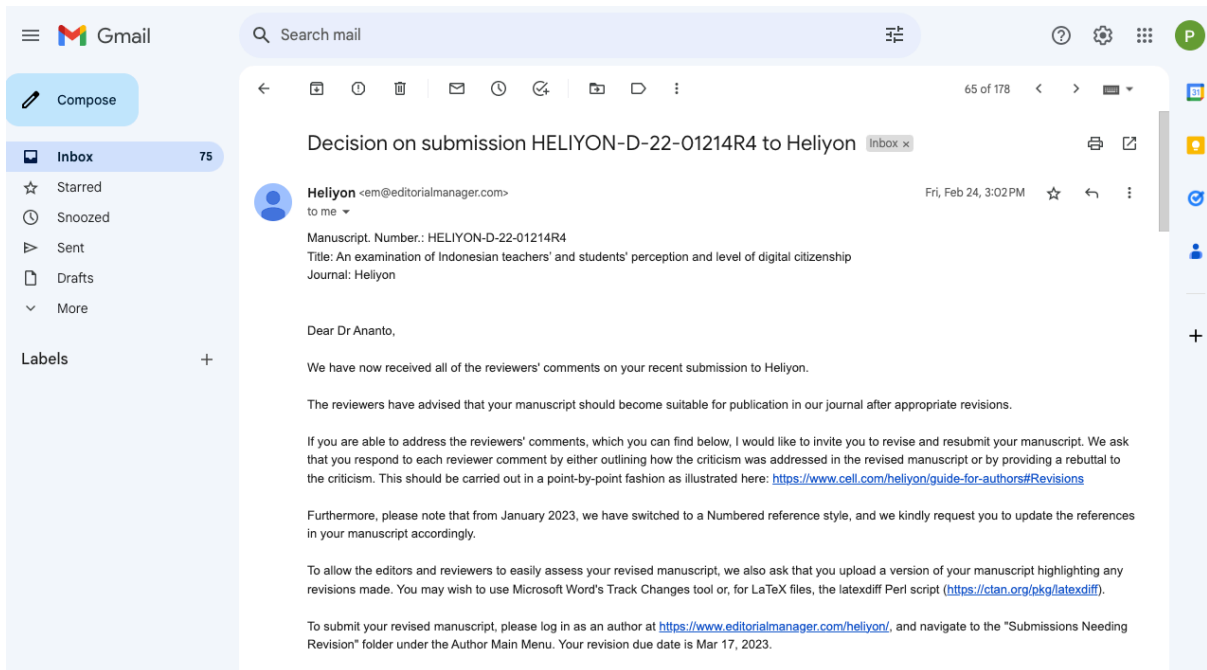 Gmail
Search mail
P
Compose
65 of 178
31
Inbox 75
Starred
Snoozed
Sent
Drafts
More
Labels
Decision on submission HELIYON-D-22-01214R4 to Heliyon Inbox ×
Heliyon <em@editorialmanager.com> Fri, Feb 24, 3:02 PM
to me
Manuscript. Number.: HELIYON-D-22-01214R4
Title: An examination of Indonesian teachers' and students' perception and level of digital citizenship
Journal: Heliyon
Dear Dr Ananto,
We have now received all of the reviewers' comments on your recent submission to Heliyon.
The reviewers have advised that your manuscript should become suitable for publication in our journal after appropriate revisions.
If you are able to address the reviewers' comments, which you can find below, I would like to invite you to revise and resubmit your manuscript. We ask
that you respond to each reviewer comment by either outlining how the criticism was addressed in the revised manuscript or by providing a rebuttal to
the criticism. This should be carried out in a point-by-point fashion as illustrated here: https://www.cell.com/heliyon/guide-for-authors#Revisions
Furthermore, please note that from January 2023, we have switched to a Numbered reference style, and we kindly request you to update the references
in your manuscript accordingly.
To allow the editors and reviewers to easily assess your revised manuscript, we also ask that you upload a version of your manuscript highlighting any
revisions made. You may wish to use Microsoft Word's Track Changes tool or, for LaTeX files, the latexdiff Perl script (https://ctan.org/pkg/latexdiff).
To submit your revised manuscript, please log in as an author at https://www.editorialmanager.com/heliyon/, and navigate to the "Submissions Needing
Revision" folder under the Author Main Menu. Your revision due date is Mar 17, 2023.